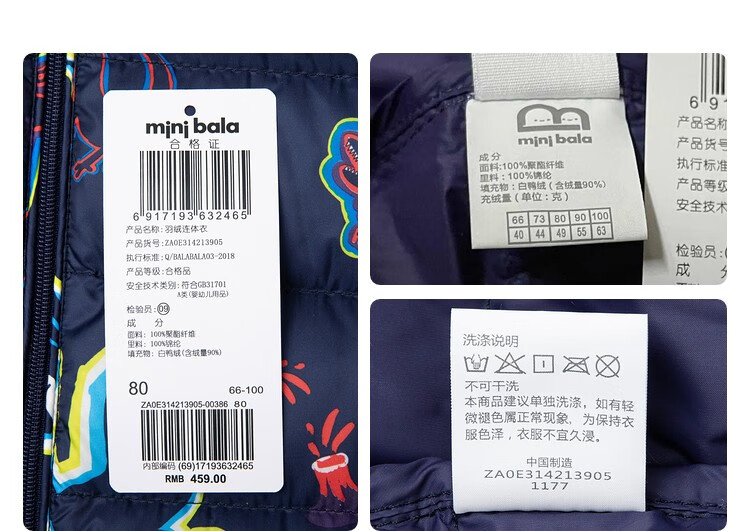 mini bala
合格证
6 917193 632465
产品名称: 羽绒连体衣
产品货号: ZA0E314213905
执行标准: Q/BALABALA03-2018
产品等级: 合格品
安全技术类别: 符合GB31701
A类(婴幼儿用品)
检验员: 09
成 分
面料: 100%聚酯纤维
里料: 100%锦纶
填充物: 白鸭绒(含绒量90%)
80 66-100
ZA0E314213905-00386 80
内部编码 (69)17193632465
RMB 459.00
mini bala
成分
面料: 100%聚酯纤维
里料: 100%锦纶
填充物: 白鸭绒(含绒量90%)
充绒量(单位: 克)
66 73 80 90 100
40 44 49 55 63
6 91
产品名称
产品货号:
执行标准
产品等级
安全技术
检验员:
成 分
洗涤说明
不可干洗
本商品建议单独洗涤, 如有轻
微褪色属正常现象, 为保持衣
服色泽, 衣服不宜久浸。
中国制造
ZA0E314213905
1177